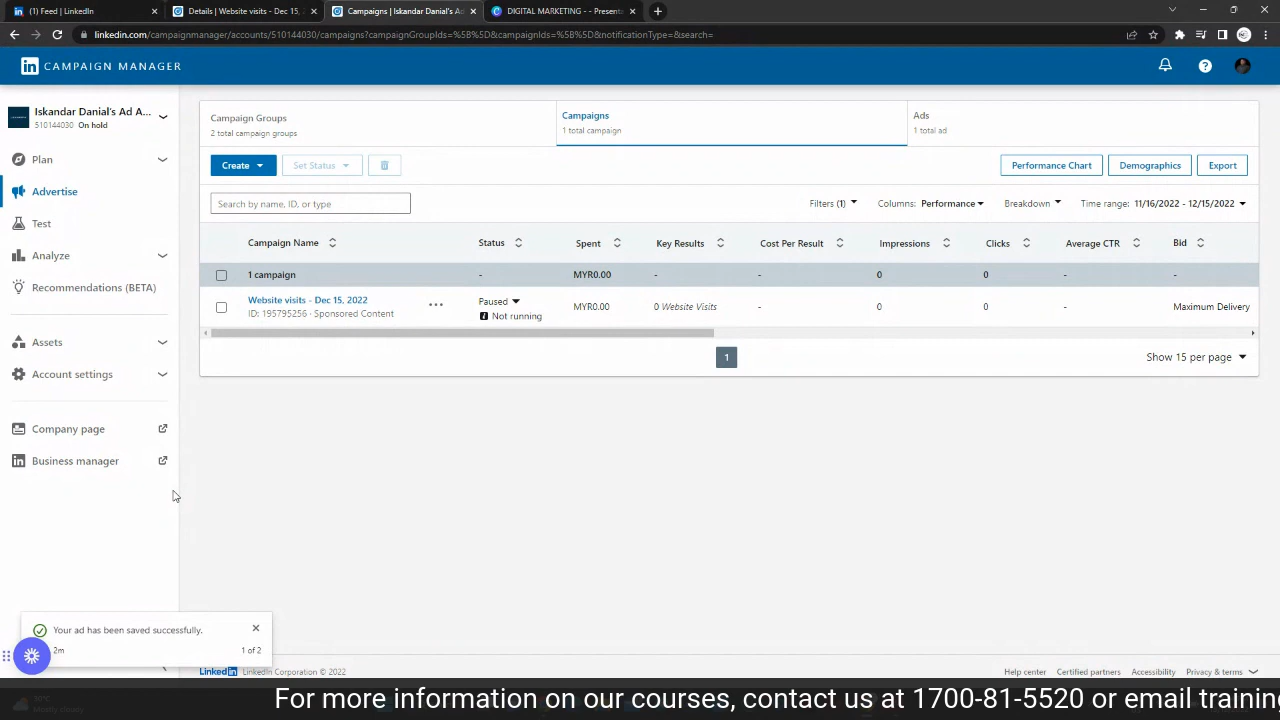 (1) Feed | LinkedIn
Details | Website visits - Dec 15, 2
Campaigns | Iskandar Danial's Ad A
DIGITAL MARKETING - - Presenta
linkedin.com/campaignmanager/accounts/510144030/campaigns?campaignGroupIds=%5B%5D&campaignIds=%5B%5D&notificationType=&search=
in CAMPAIGN MANAGER
Iskandar Danial's Ad A...
510144030 On hold
Plan
Advertise
Test
Analyze
Recommendations (BETA)
Assets
Account settings
Company page
Business manager
Campaign Groups
2 total campaign groups
Campaigns
1 total campaign
Ads
1 total ad
Create
Set Status
Performance Chart
Demographics
Export
Search by name, ID, or type
Filters (1)
Columns: Performance
Breakdown
Time range: 11/16/2022 - 12/15/2022
Campaign Name Status Spent Key Results Cost Per Result Impressions Clicks Average CTR Bid
1 campaign - MYR0.00 - - 0 0 - -
Website visits - Dec 15, 2022 ••• Paused MYR0.00 0 Website Visits - 0 0 - Maximum Delivery
ID: 195795256 · Sponsored Content Not running
1
Show 15 per page
Your ad has been saved successfully.
2m 1 of 2
LinkedIn LinkedIn Corporation © 2022
Help center Certified partners Accessibility Privacy & terms
30°C
Mostly cloudy
For more information on our courses, contact us at 1700-81-5520 or email trainin